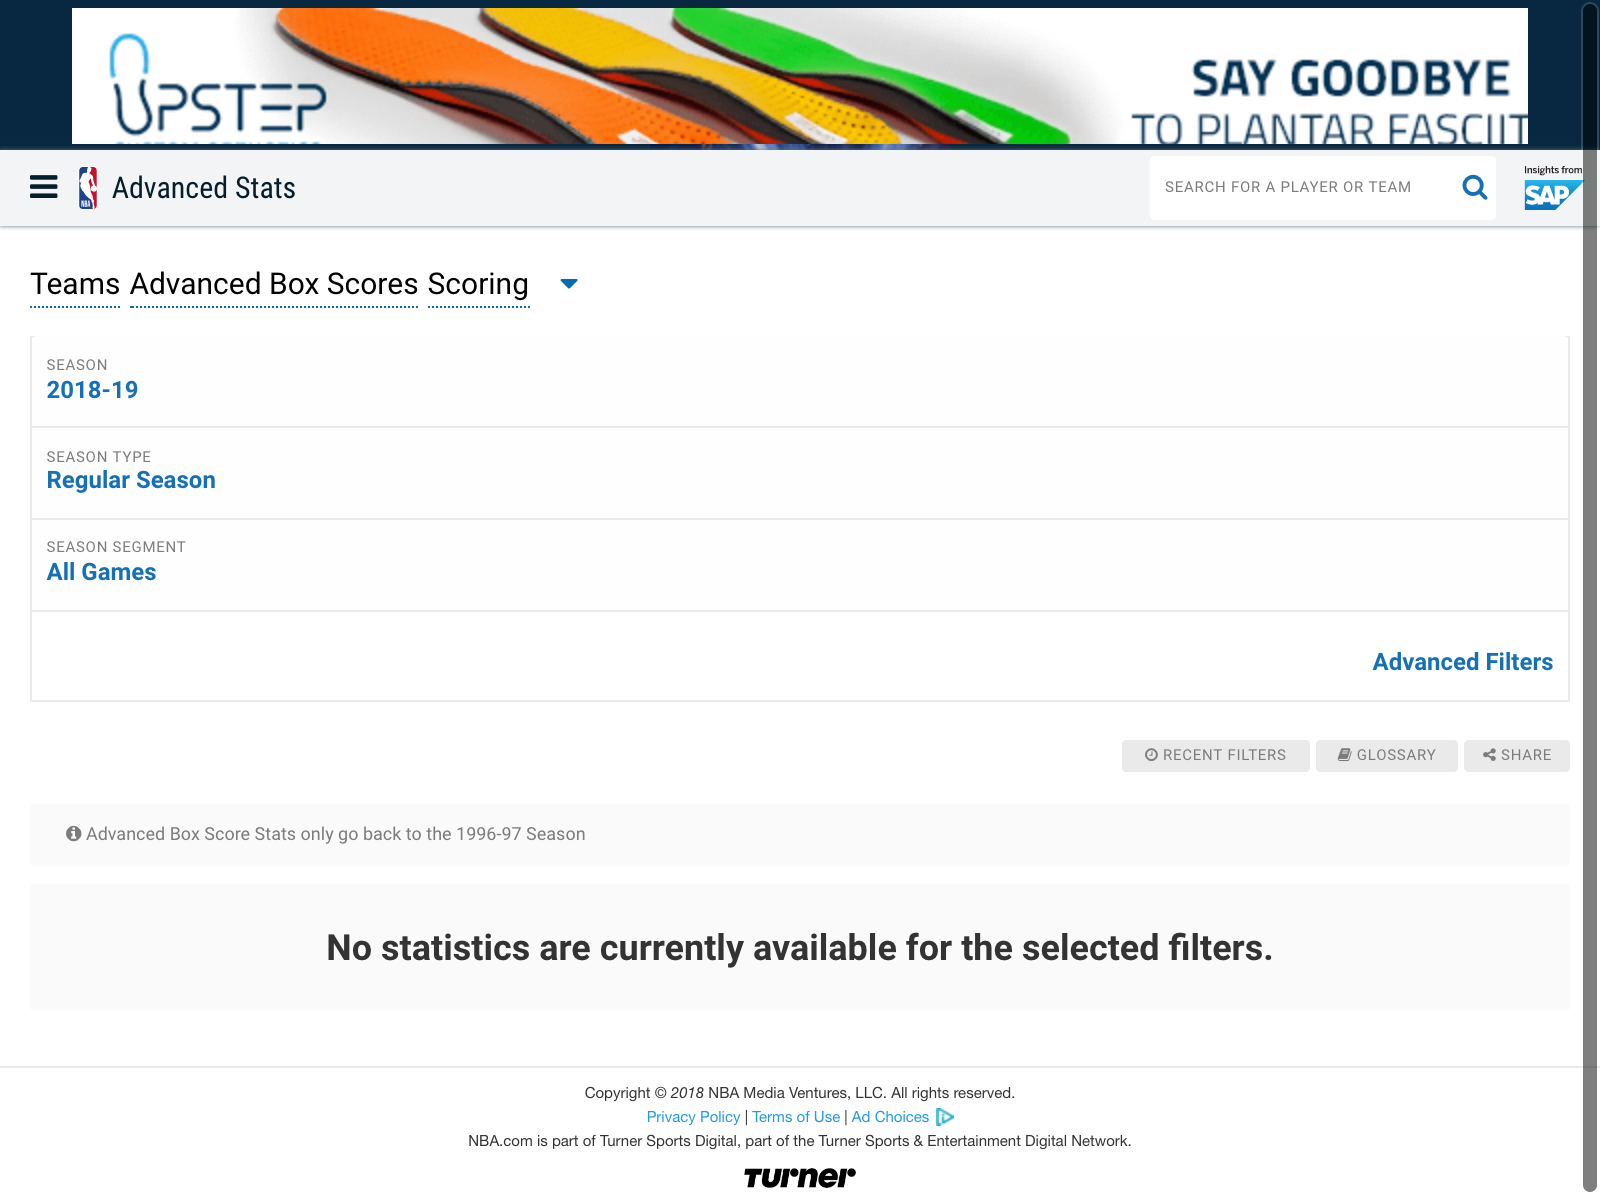 UPSTEP
SAY GOODBYE
TO PLANTAR FASCIIT
Advanced Stats
SEARCH FOR A PLAYER OR TEAM
Insights from
SAP
NBA
Teams Advanced Box Scores Scoring
SEASON
2018-19
SEASON TYPE
Regular Season
SEASON SEGMENT
All Games
Advanced Filters
RECENT FILTERS
GLOSSARY
SHARE
Advanced Box Score Stats only go back to the 1996-97 Season
No statistics are currently available for the selected filters.
Copyright © 2018 NBA Media Ventures, LLC. All rights reserved.
Privacy Policy | Terms of Use | Ad Choices
NBA.com is part of Turner Sports Digital, part of the Turner Sports & Entertainment Digital Network.
turner